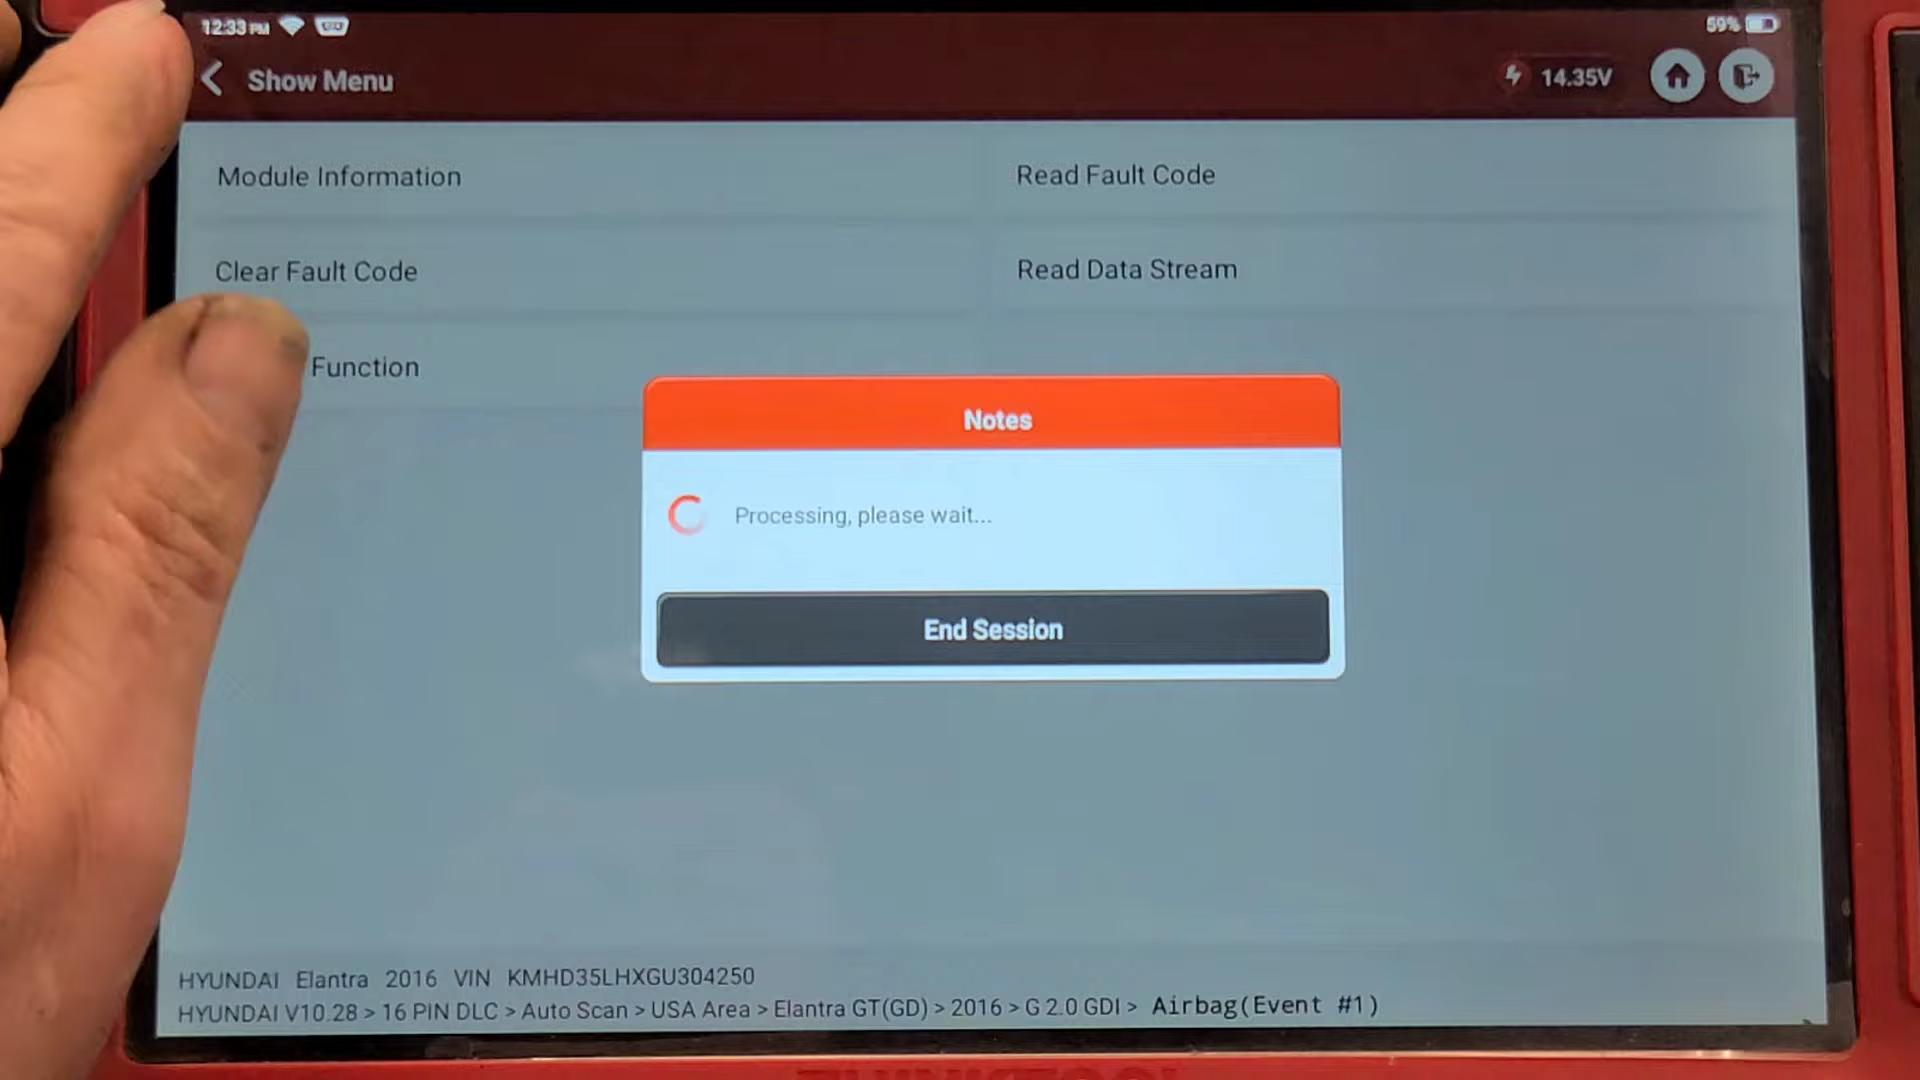 12:33 PM
59%
Show Menu
14.35V
Module Information
Read Fault Code
Clear Fault Code
Read Data Stream
Function
Notes
Processing, please wait...
End Session
HYUNDAI Elantra 2016 VIN KMHD35LHXGU304250
HYUNDAI V10.28 > 16 PIN DLC > Auto Scan > USA Area > Elantra GT(GD) > 2016 > G 2.0 GDI > Airbag(Event #1)